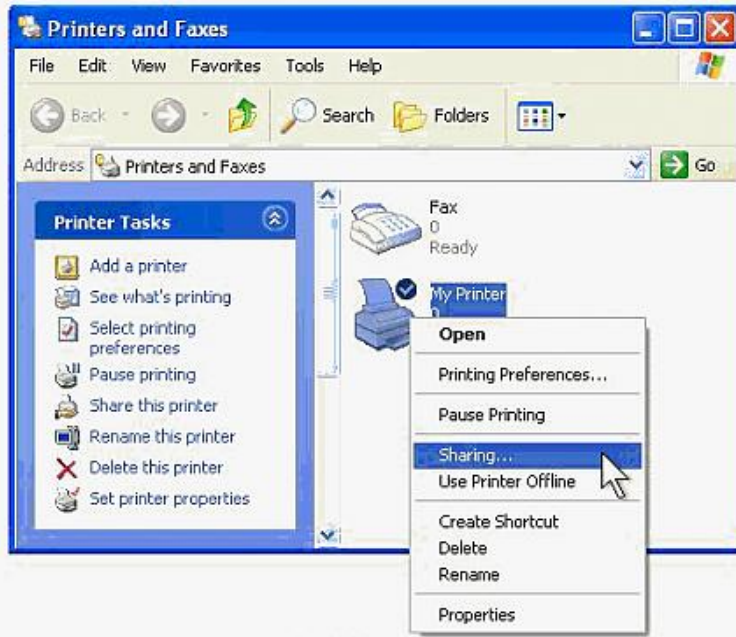 Printers and Faxes
File Edit View Favorites Tools Help
Back Search Folders
Address Printers and Faxes Go
Printer Tasks
Add a printer
See what's printing
Select printing
preferences
Pause printing
Share this printer
Rename this printer
Delete this printer
Set printer properties
Fax
0
Ready
My Printer
0
Open
Printing Preferences...
Pause Printing
Sharing...
Use Printer Offline
Create Shortcut
Delete
Rename
Properties